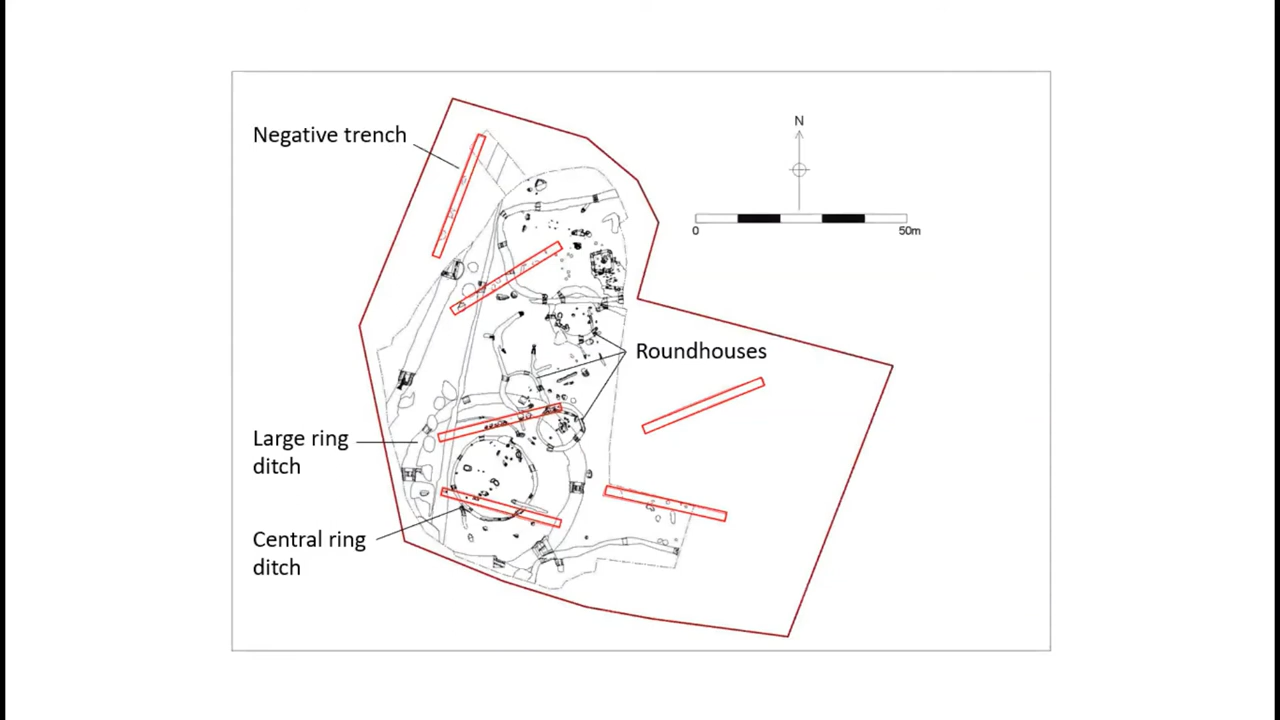 Negative trench
N
0
50m
Roundhouses
Large ring
ditch
Central ring
ditch